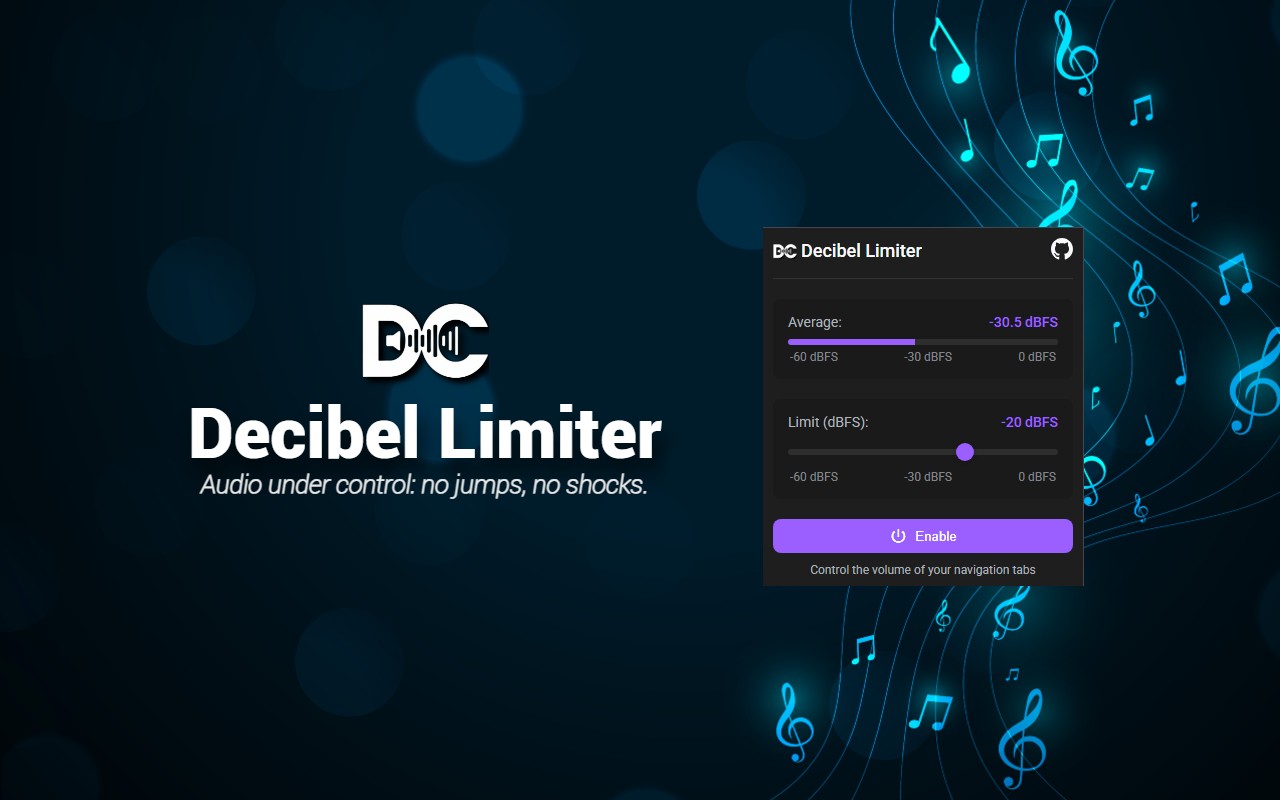 DC
Decibel Limiter
Audio under control: no jumps, no shocks.
DC Decibel Limiter
Average: -30.5 dBFS
-60 dBFS -30 dBFS 0 dBFS
Limit (dBFS): -20 dBFS
-60 dBFS -30 dBFS 0 dBFS
Enable
Control the volume of your navigation tabs